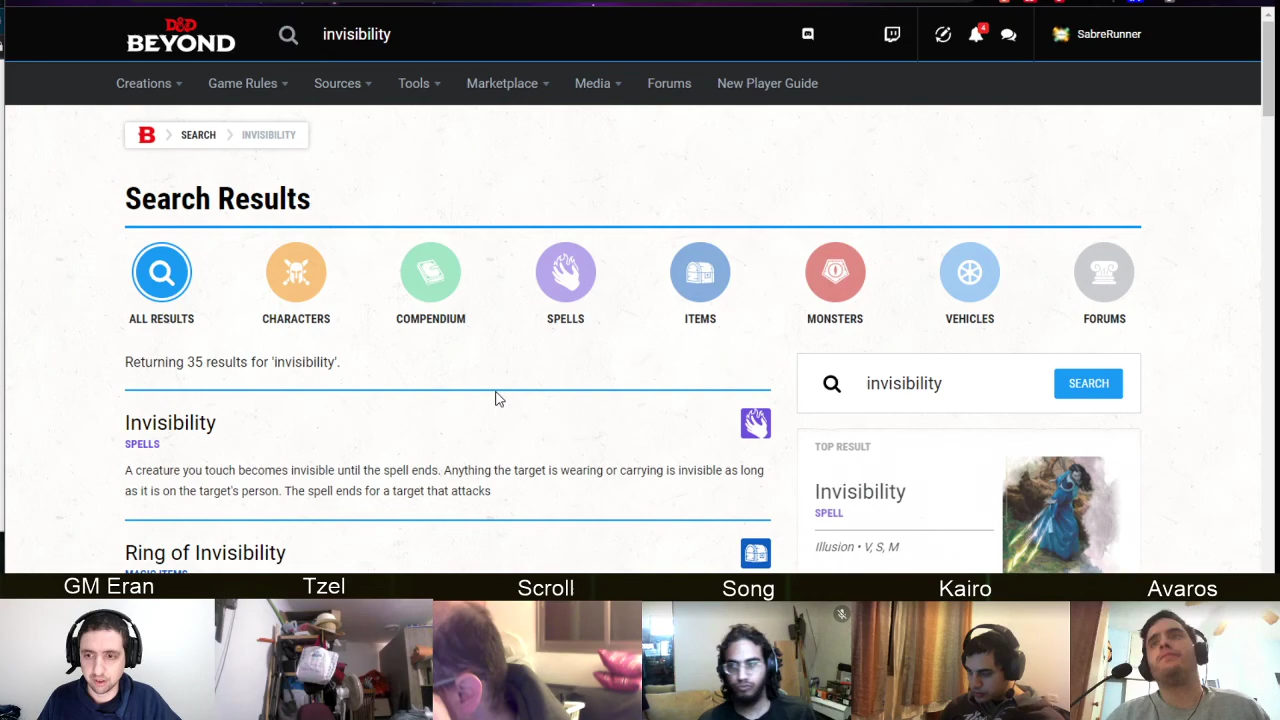 D&D
BEYOND
invisibility
4
SabreRunner
Creations
Game Rules
Sources
Tools
Marketplace
Media
Forums
New Player Guide
B
SEARCH
INVISIBILITY
Search Results
ALL RESULTS
CHARACTERS
COMPENDIUM
SPELLS
ITEMS
MONSTERS
VEHICLES
FORUMS
Returning 35 results for 'invisibility'.
invisibility
SEARCH
Invisibility
SPELLS
A creature you touch becomes invisible until the spell ends. Anything the target is wearing or carrying is invisible as long
as it is on the target's person. The spell ends for a target that attacks
TOP RESULT
Invisibility
SPELL
Illusion • V, S, M
Ring of Invisibility
MAGIC ITEMS
GM Eran
Tzel
Scroll
Song
Kairo
Avaros